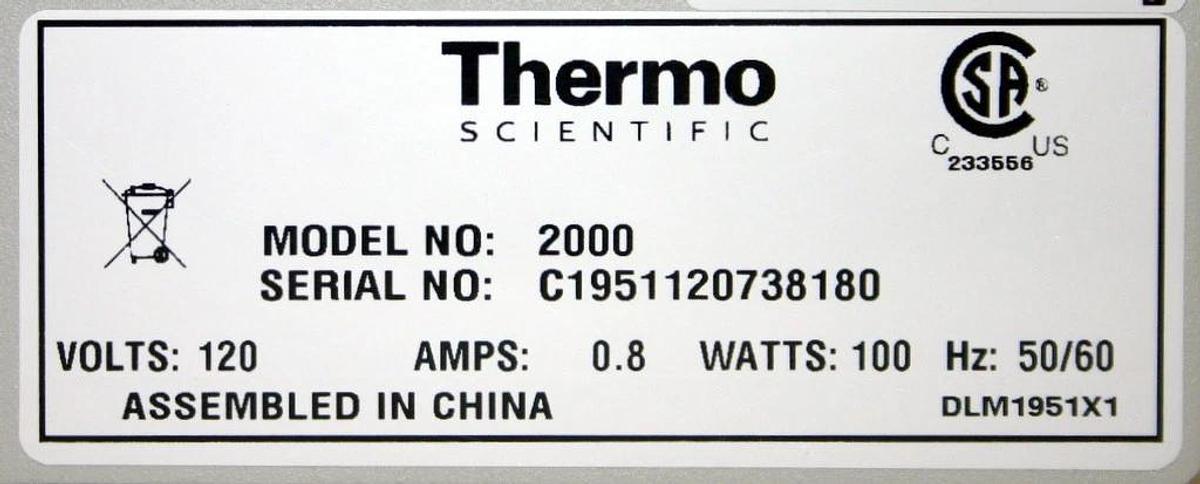 Thermo
SCIENTIFIC
CSA®
C US
233556
MODEL NO: 2000
SERIAL NO: C1951120738180
VOLTS: 120 AMPS: 0.8 WATTS: 100 Hz: 50/60
ASSEMBLED IN CHINA DLM1951X1